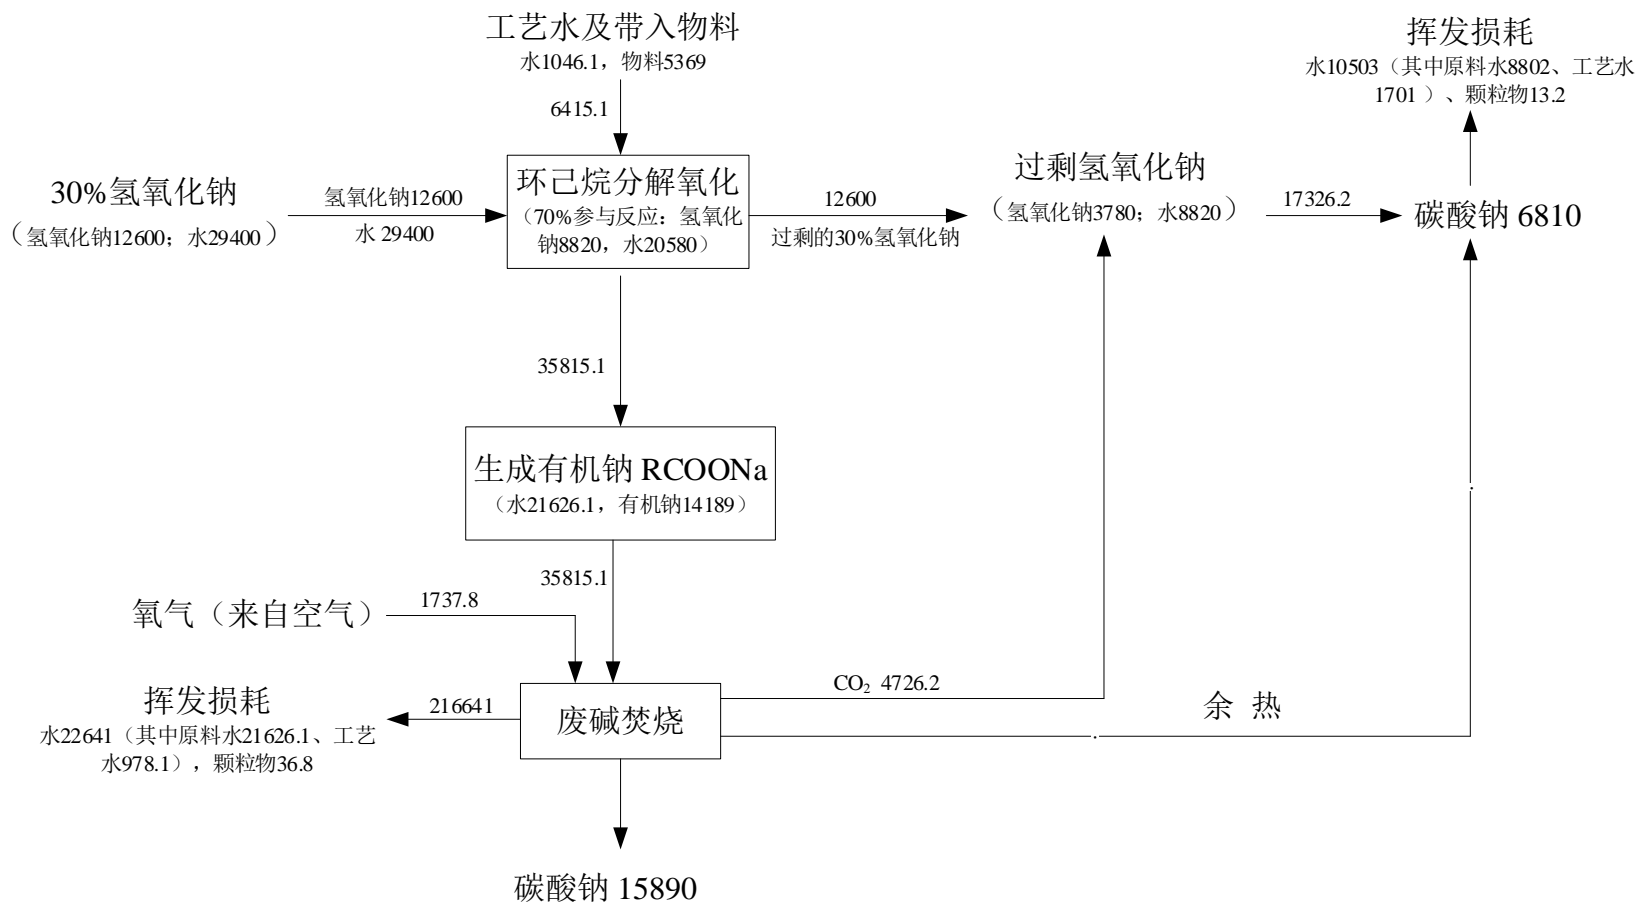 工艺水及带入物料
水1046.1，物料5369
6415.1
挥发损耗
水10503（其中原料水8802、工艺水
1701 ）、颗粒物13.2
30%氢氧化钠
（氢氧化钠12600；水29400）
氢氧化钠12600
水 29400
环己烷分解氧化
（70%参与反应：氢氧化
钠8820，水20580）
12600
过剩的30%氢氧化钠
过剩氢氧化钠
（氢氧化钠3780；水8820）
17326.2
碳酸钠 6810
35815.1
生成有机钠 RCOONa
（水21626.1，有机钠14189）
35815.1
氧气（来自空气）
1737.8
挥发损耗
水22641（其中原料水21626.1、工艺
水978.1），颗粒物36.8
216641
废碱焚烧
CO₂ 4726.2
余 热
碳酸钠 15890